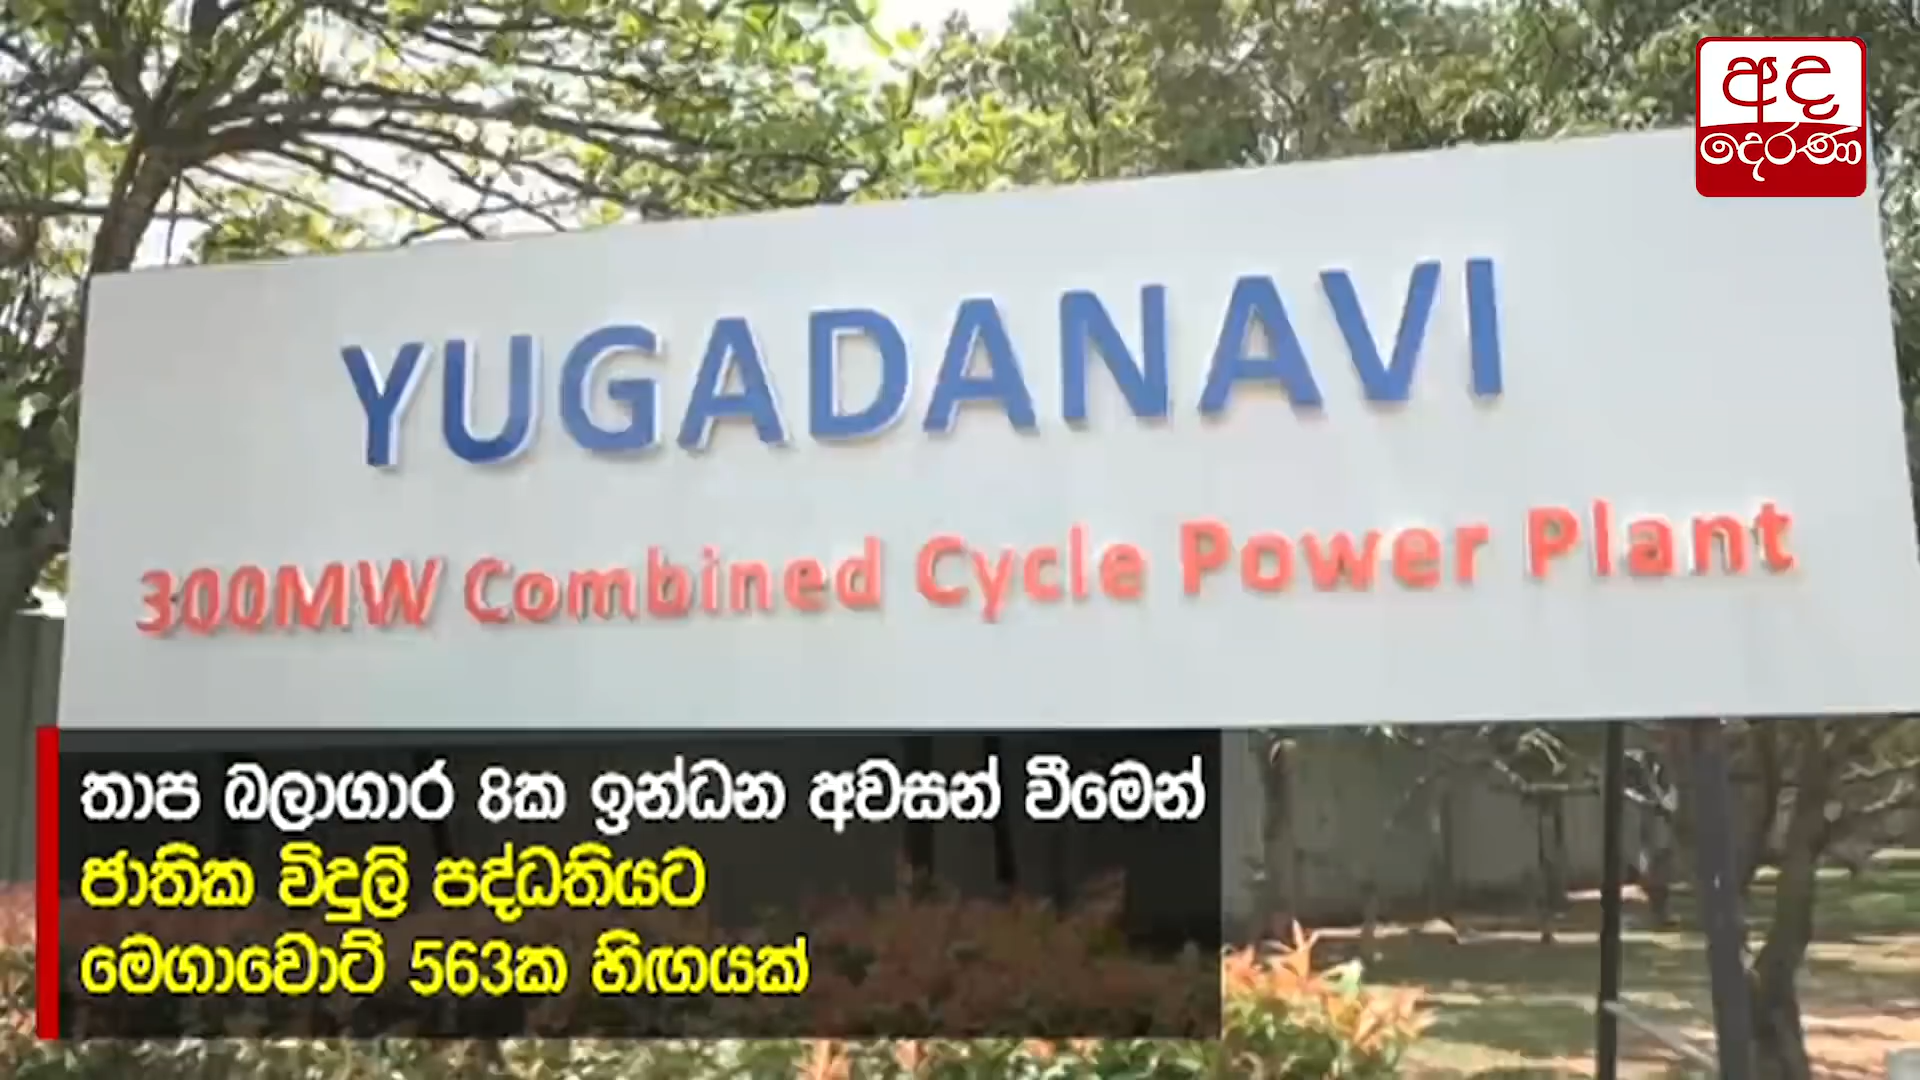 අද
දෙරණ
YUGADANAVI
300MW Combined Cycle Power Plant
තාප බලාගාර 8ක ඉන්ධන අවසන් වීමෙන්
ජාතික විදුලි පද්ධතියට
මෙගාවොට් 563ක හිඟයක්